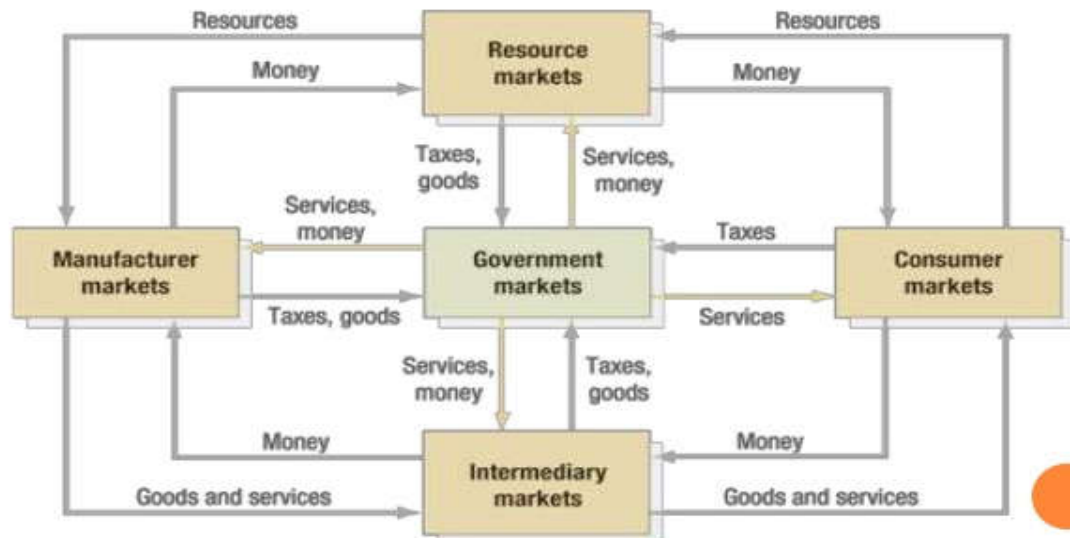 Resources
Resources
Resource
markets
Money
Money
Taxes,
goods
Services,
money
Services,
money
Taxes
Manufacturer
markets
Government
markets
Consumer
markets
Taxes, goods
Services
Services,
money
Taxes,
goods
Money
Money
Intermediary
markets
Goods and services
Goods and services